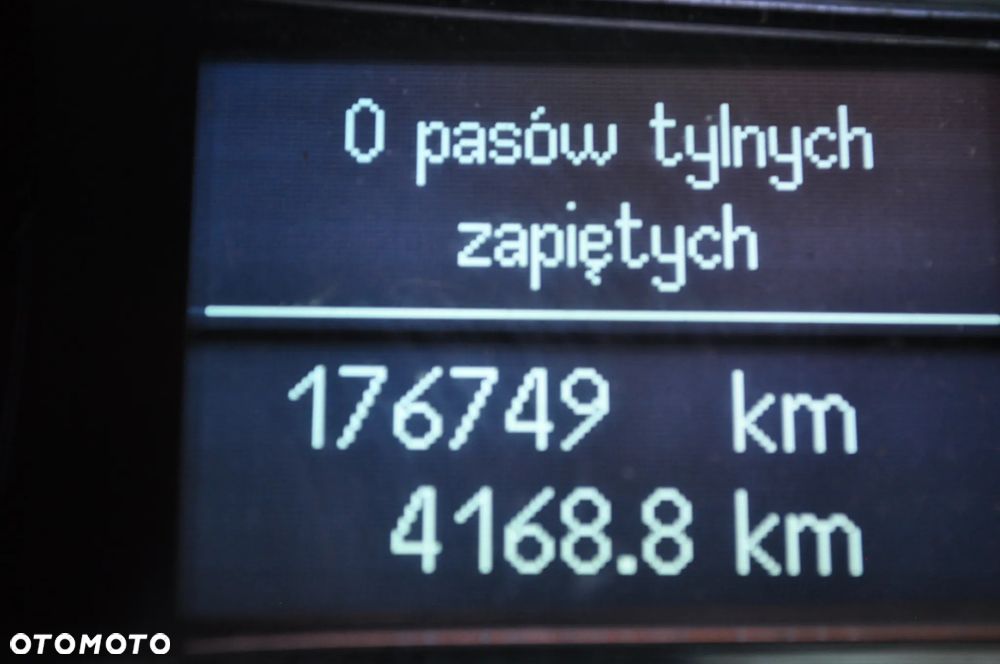 0 pasów tylnych
zapiętych
176749 km
4168.8 km
OTOMOTO